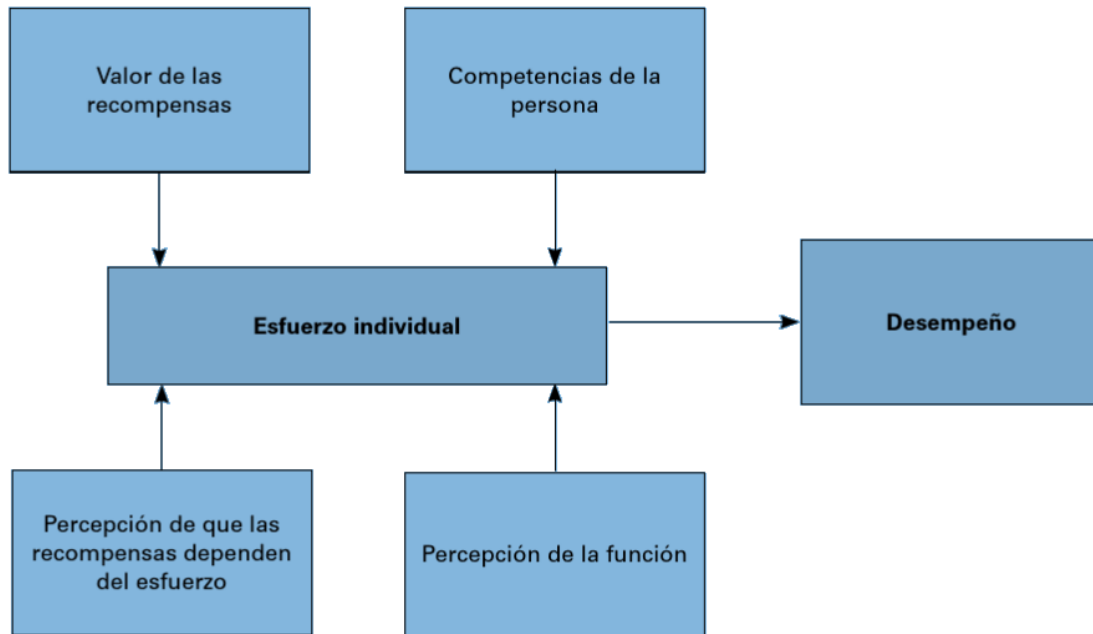 Valor de las
recompensas
Competencias de la
persona
Esfuerzo individual
Desempeño
Percepción de que las
recompensas dependen
del esfuerzo
Percepción de la función